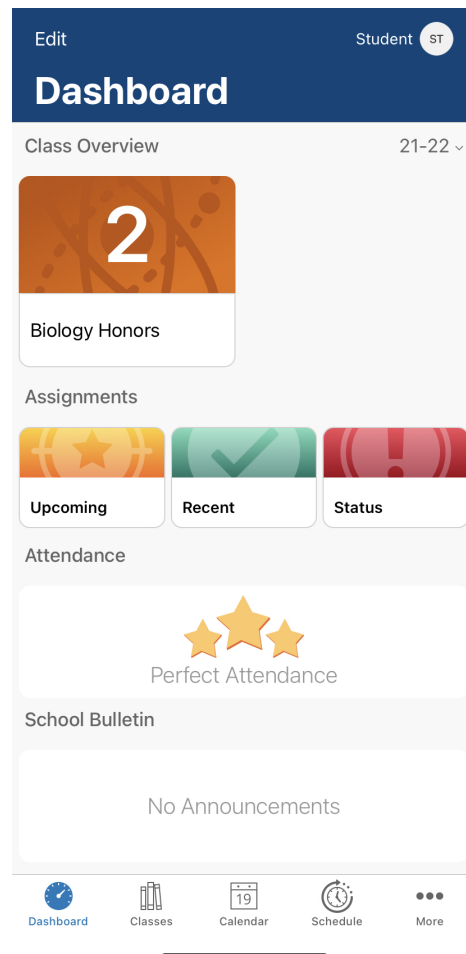 Edit
Student ST
Dashboard
Class Overview
21-22
2
Biology Honors
Assignments
Upcoming
Recent
Status
Attendance
Perfect Attendance
School Bulletin
No Announcements
19
Dashboard
Classes
Calendar
Schedule
More